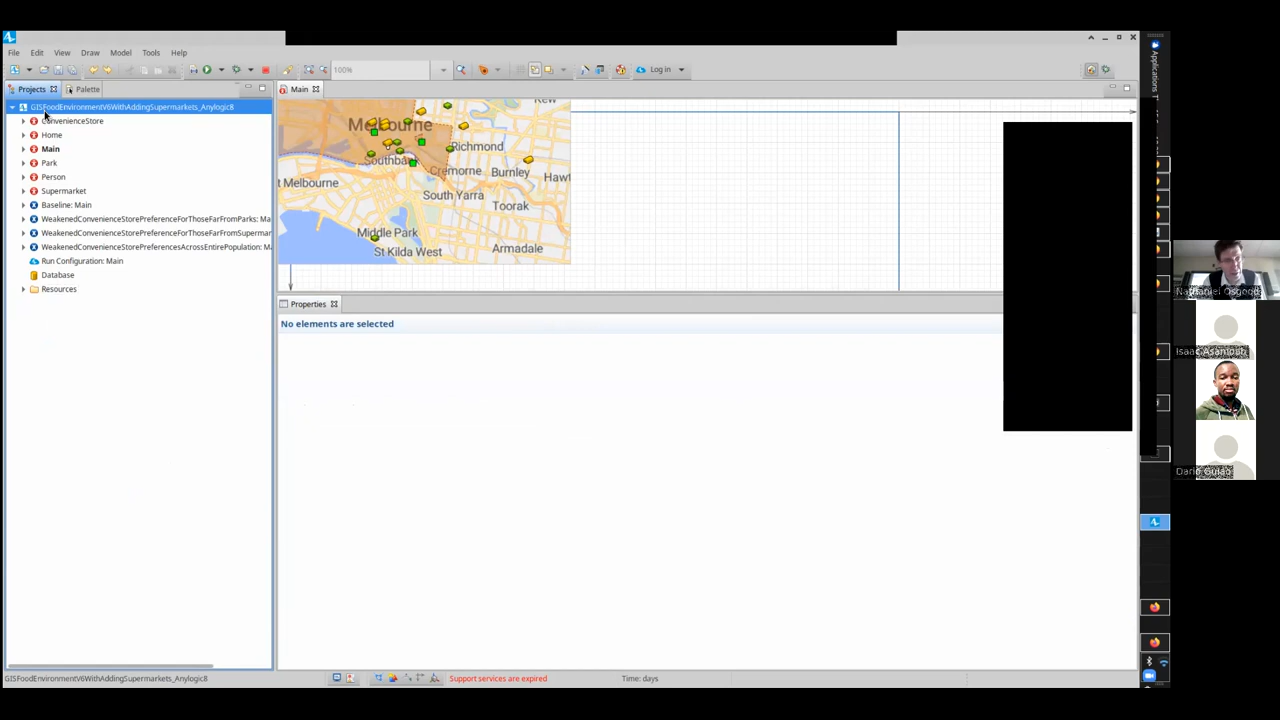 File Edit View Draw Model Tools Help
100% Log in
Projects Palette Main
GISFoodEnvironmentV6WithAddingSupermarkets_Anylogic8
ConvenienceStore
Home
Main
Park
Person
Supermarket
Baseline: Main
WeakenedConvenienceStorePreferenceForThoseFarFromParks: Ma
WeakenedConvenienceStorePreferenceForThoseFarFromSupermar
WeakenedConvenienceStorePreferencesAcrossEntirePopulation: Ma
Run Configuration: Main
Database
Resources
Kew
Melbourne
Richmond
Southbank
Cremorne Burnley Hawt
t Melbourne
South Yarra
Toorak
Middle Park
St Kilda West Armadale
Properties
No elements are selected
Applications
Nathaniel Osgood
Isaac Asamoah
GISFoodEnvironmentV6WithAddingSupermarkets_Anylogic8 Support services are expired Time: days